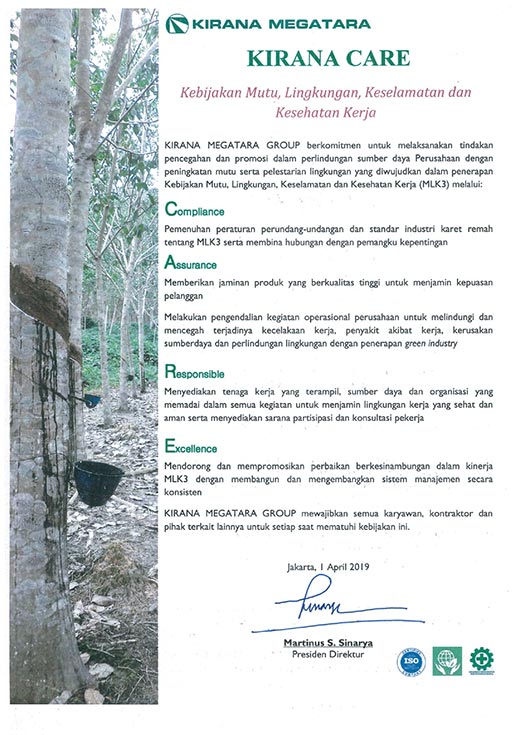 KIRANA MEGATARA
KIRANA CARE
Kebijakan Mutu, Lingkungan, Keselamatan dan
Kesehatan Kerja
KIRANA MEGATARA GROUP berkomitmen untuk melaksanakan tindakan
pencegahan dan promosi dalam perlindungan sumber daya Perusahaan dengan
peningkatan mutu serta pelestarian lingkungan yang diwujudkan dalam penerapan
Kebijakan Mutu, Lingkungan, Keselamatan dan Kesehatan Kerja (MLK3) melalui:
Compliance
Pemenuhan peraturan perundang-undangan dan standar industri karet remah
tentang MLK3 serta membina hubungan dengan pemangku kepentingan
Assurance
Memberikan jaminan produk yang berkualitas tinggi untuk menjamin kepuasan
pelanggan
Melakukan pengendalian kegiatan operasional perusahaan untuk melindungi dan
mencegah terjadinya kecelakaan kerja, penyakit akibat kerja, kerusakan
sumberdaya dan perlindungan lingkungan dengan penerapan green industry
Responsible
Menyediakan tenaga kerja yang terampil, sumber daya dan organisasi yang
memadai dalam semua kegiatan untuk menjamin lingkungan kerja yang sehat dan
aman serta menyediakan sarana partisipasi dan konsultasi pekerja
Excellence
Mendorong dan mempromosikan perbaikan berkesinambungan dalam kinerja
MLK3 dengan membangun dan mengembangkan sistem manajemen secara
konsisten
KIRANA MEGATARA GROUP mewajibkan semua karyawan, kontraktor dan
pihak terkait lainnya untuk setiap saat mematuhi kebijakan ini.
Jakarta, 1 April 2019
Martinus S. Sinarya
Presiden Direktur
ISO